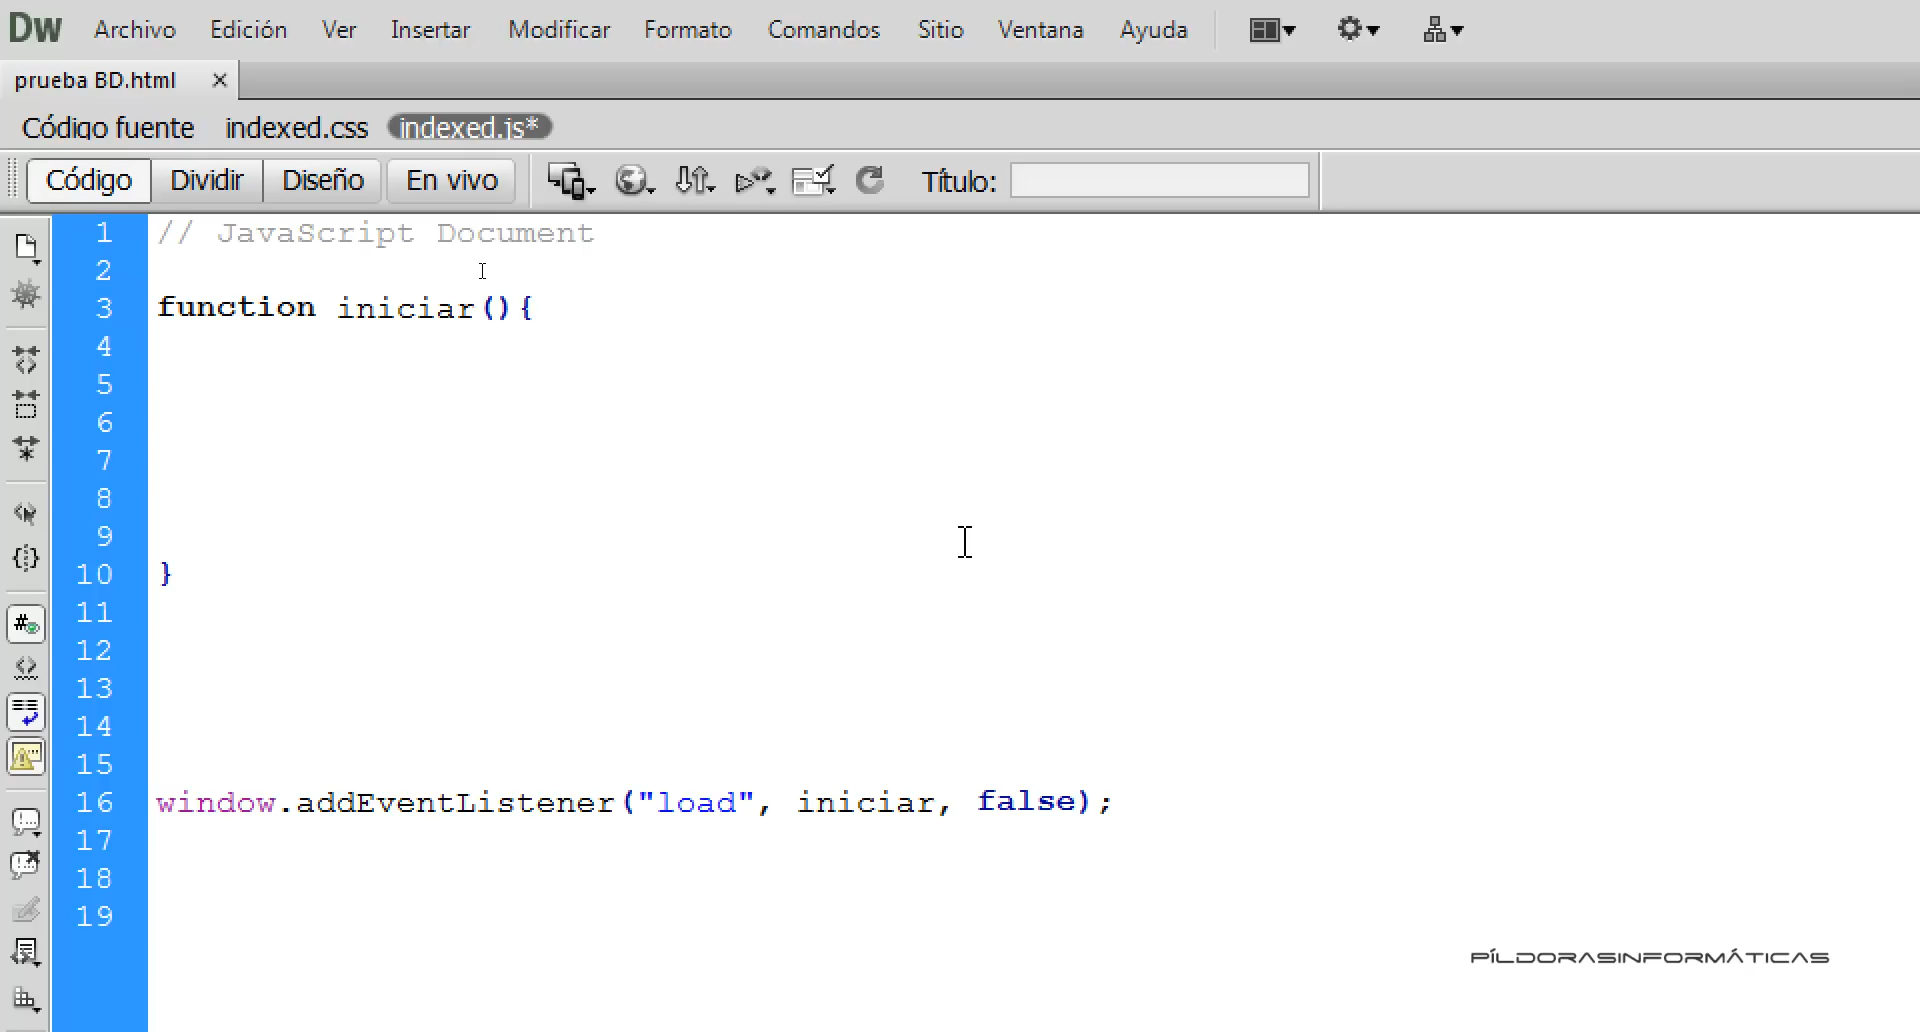 Dw Archivo Edición Ver Insertar Modificar Formato Comandos Sitio Ventana Ayuda
prueba BD.html
Código fuente indexed.css indexed.js*
Código Dividir Diseño En vivo Título:
1 // JavaScript Document
2
3 function iniciar(){
4
5
6
7
8
9
10 }
11
12
13
14
15
16 window.addEventListener("load", iniciar, false);
17
18
19
PÍLDORASINFORMÁTICAS